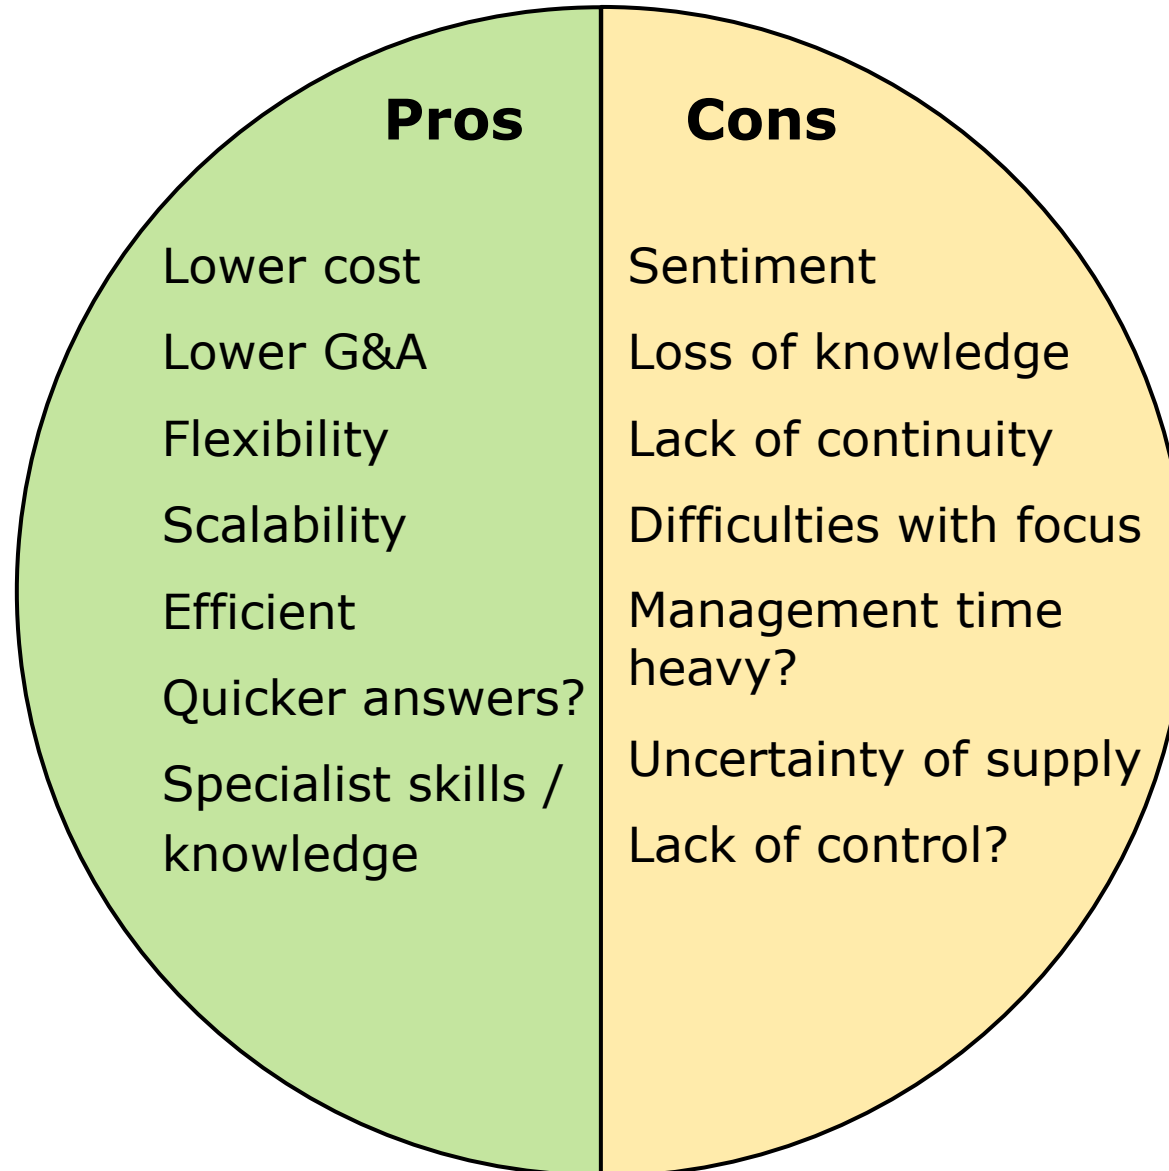 Pros
Lower cost
Lower G&A
Flexibility
Scalability
Efficient
Quicker answers?
Specialist skills /
knowledge
Cons
Sentiment
Loss of knowledge
Lack of continuity
Difficulties with focus
Management time
heavy?
Uncertainty of supply
Lack of control?